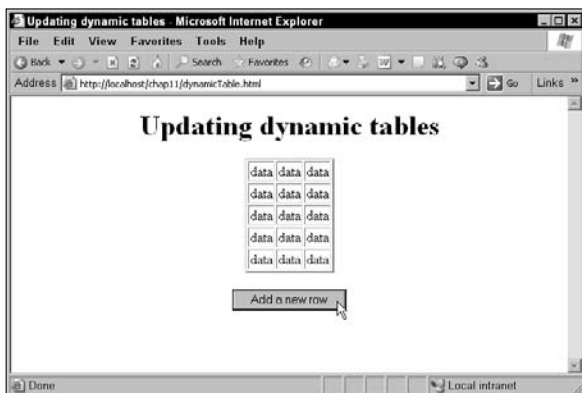 Updating dynamic tables - Microsoft Internet Explorer
File Edit View Favorites Tools Help
Back Search Favorites
Address http://localhost/chap11/dynamicTable.html Go Links »
Updating dynamic tables
data data data
data data data
data data data
data data data
data data data
Add a new row
Done Local intranet